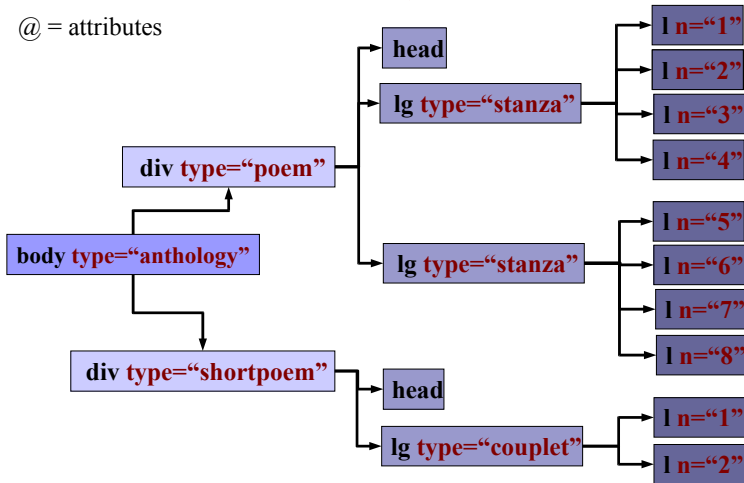 @ = attributes
l n=“1”
head
l n=“2”
lg type=“stanza”
l n=“3”
l n=“4”
div type=“poem”
l n=“5”
body type=“anthology”
lg type=“stanza”
l n=“6”
l n=“7”
l n=“8”
div type=“shortpoem”
head
l n=“1”
lg type=“couplet”
l n=“2”